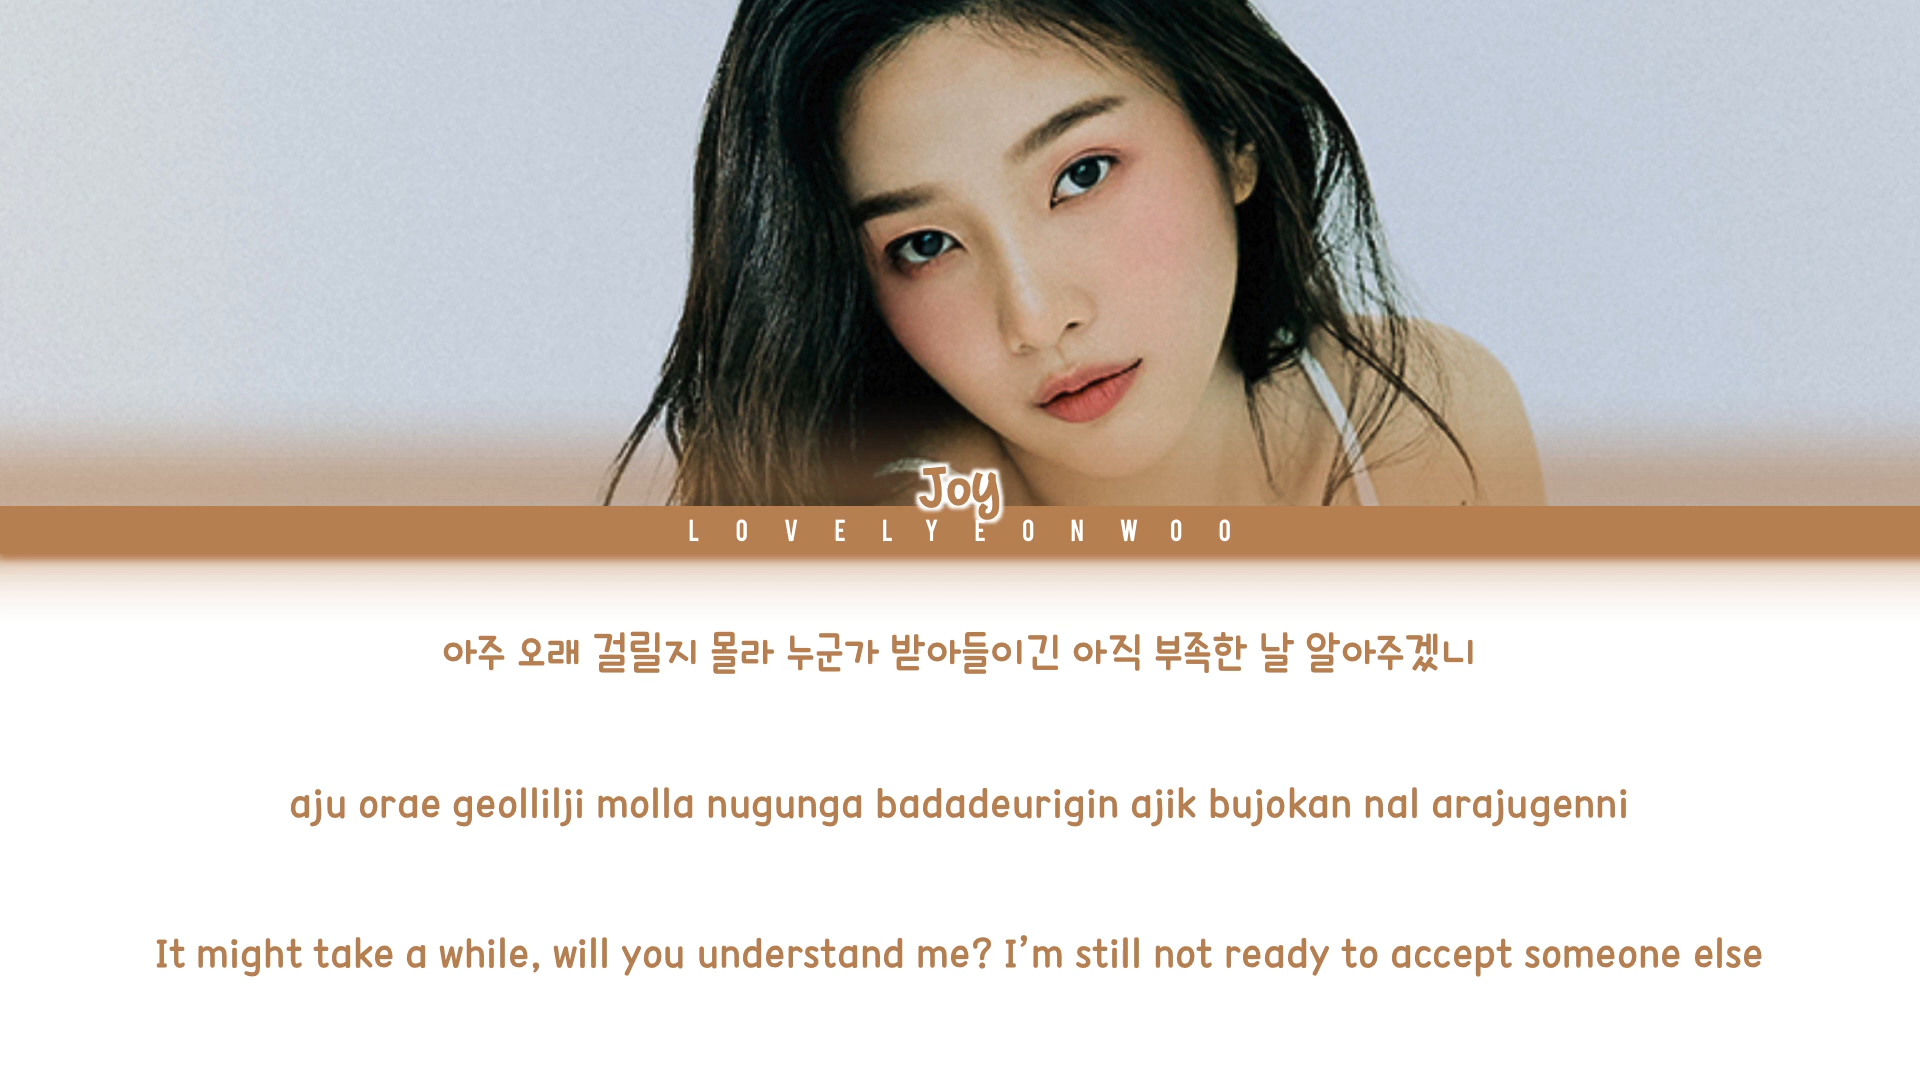 Joy
LOVELYEONWOO
아주 오래 걸릴지 몰라 누군가 받아들이긴 아직 부족한 날 알아주겠니
aju orae geollilji molla nugunga badadeurigin ajik bujokan nal arajugenni
It might take a while, will you understand me? I’m still not ready to accept someone else